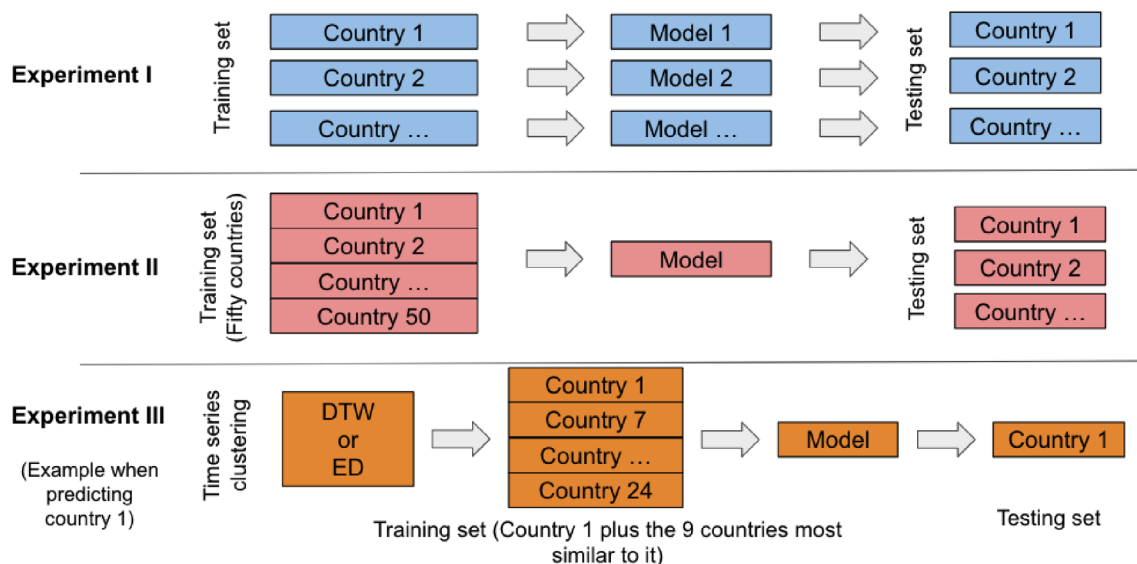 Experiment I
Training set
Country 1
Model 1
Country 1
Country 2
Model 2
Country 2
Country ...
Model ...
Country ...
Testing set
Experiment II
Training set
(Fifty countries)
Country 1
Country 2
Country ...
Country 50
Model
Testing set
Country 1
Country 2
Country ...
Experiment III
(Example when
predicting
country 1)
Time series
clustering
DTW
or
ED
Country 1
Country 7
Country ...
Country 24
Model
Country 1
Training set (Country 1 plus the 9 countries most
similar to it)
Testing set